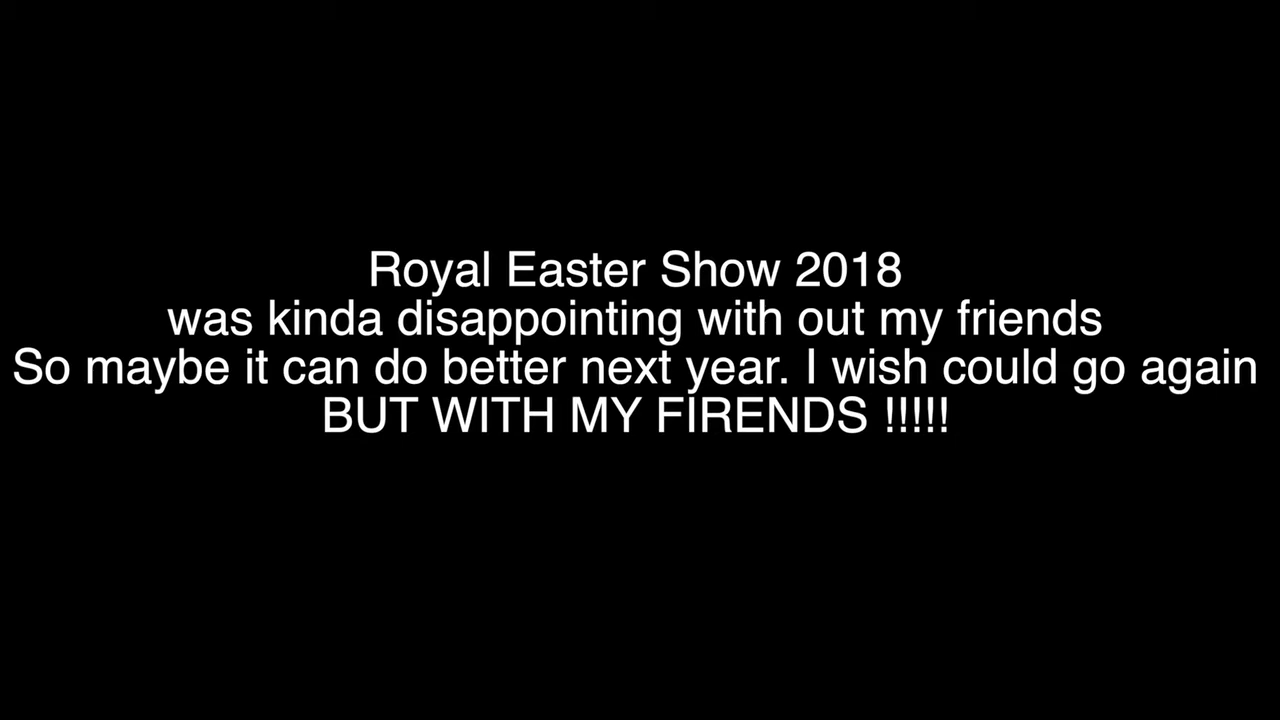 Royal Easter Show 2018
was kinda disappointing with out my friends
So maybe it can do better next year. I wish could go again
BUT WITH MY FIRENDS !!!!!